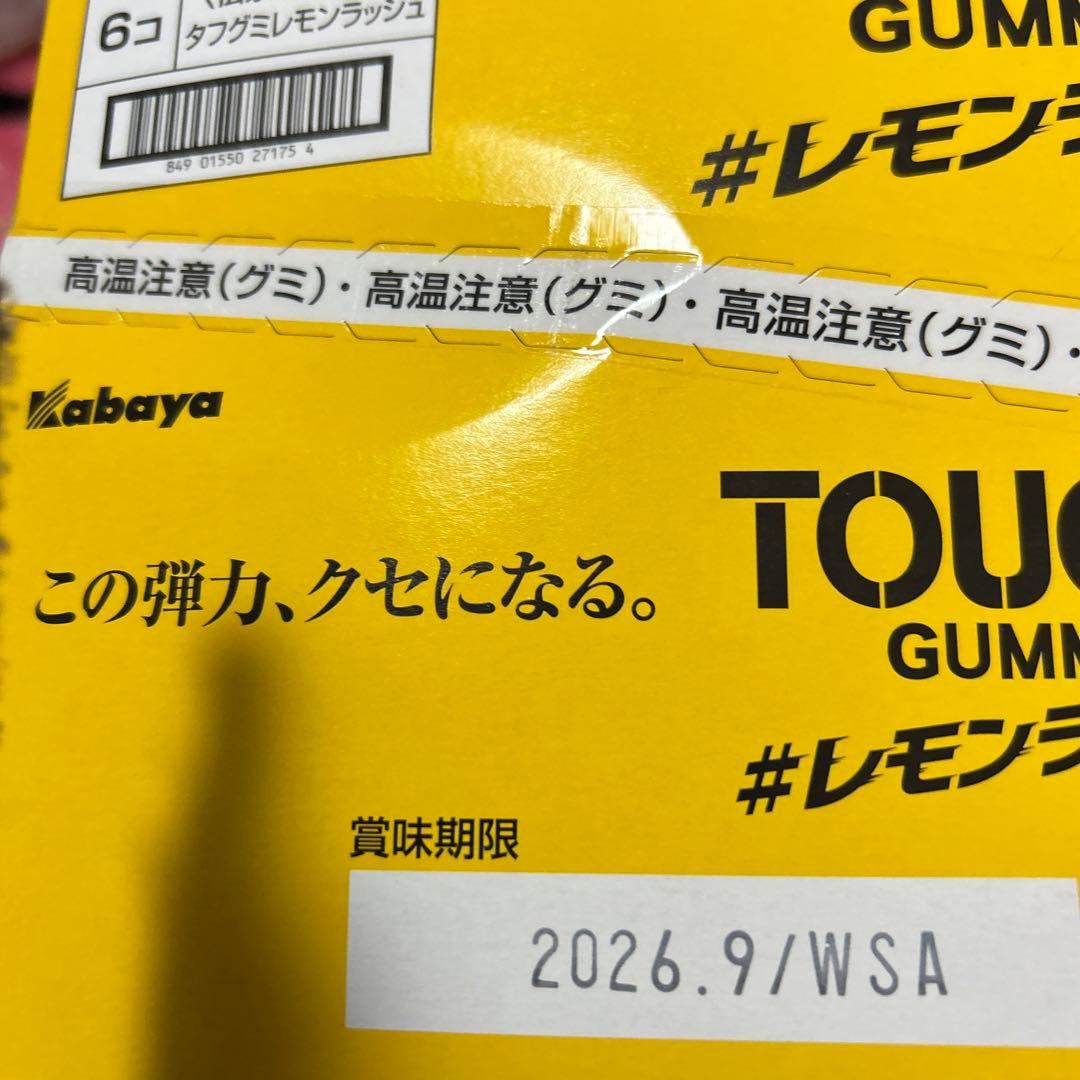 6コ
タフグミレモンラッシュ
849 01550 27175 4
GUMM
#レモンラ
高温注意(グミ)・高温注意(グミ)・高温注意(グミ)・
Kabaya
TOUG
この弾力、クセになる。
GUMM
#レモンラ
賞味期限
2026.9/WSA